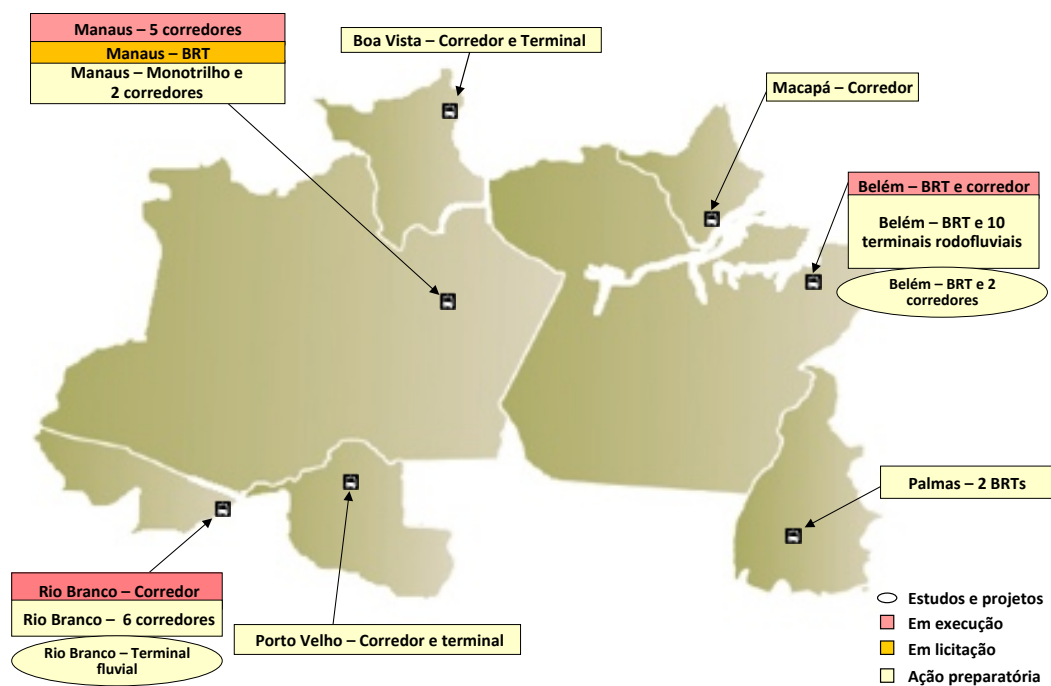 Manaus – 5 corredores
Manaus – BRT
Manaus – Monotrilho e
2 corredores
Boa Vista – Corredor e Terminal
Macapá – Corredor
Belém – BRT e corredor
Belém – BRT e 10
terminais rodofluviais
Belém – BRT e 2
corredores
Palmas – 2 BRTs
Rio Branco – Corredor
Rio Branco – 6 corredores
Rio Branco – Terminal
fluvial
Porto Velho – Corredor e terminal
Estudos e projetos
Em execução
Em licitação
Ação preparatória